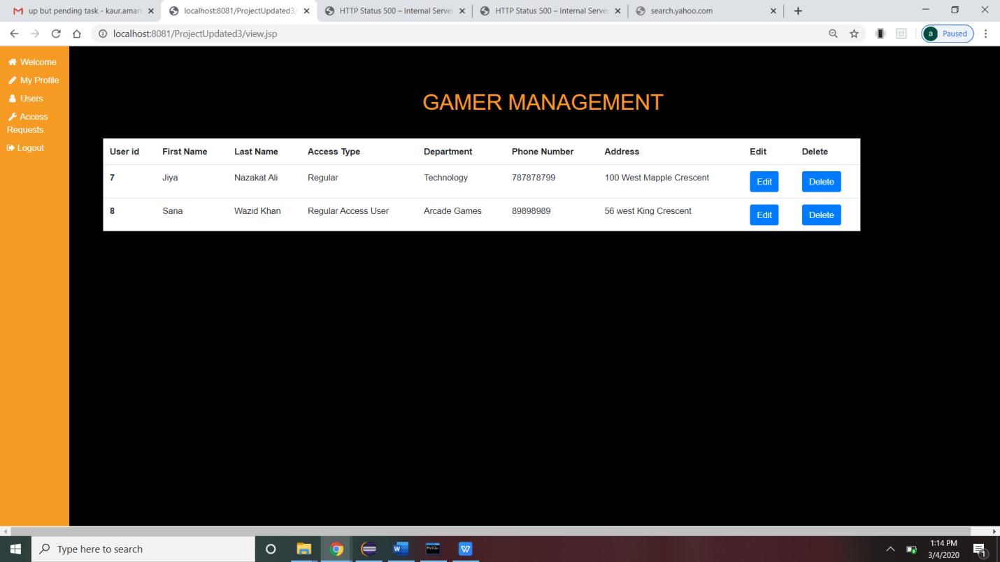 up but pending task - kaur.aman
localhost:8081/ProjectUpdated3/
HTTP Status 500 – Internal Server
HTTP Status 500 – Internal Server
search.yahoo.com
localhost:8081/ProjectUpdated3/view.jsp
a Paused
Welcome
My Profile
Users
Access
Requests
Logout
GAMER MANAGEMENT
User id First Name Last Name Access Type Department Phone Number Address Edit Delete
7 Jiya Nazakat Ali Regular Technology 787878799 100 West Mapple Crescent Edit Delete
8 Sana Wazid Khan Regular Access User Arcade Games 89898989 56 west King Crescent Edit Delete
Type here to search
MySQL
1:14 PM
3/4/2020
1